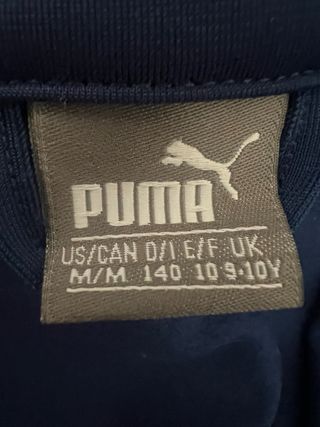 PUMA
US/CAN D/I E/F UK
M/M 140 10 9-10Y